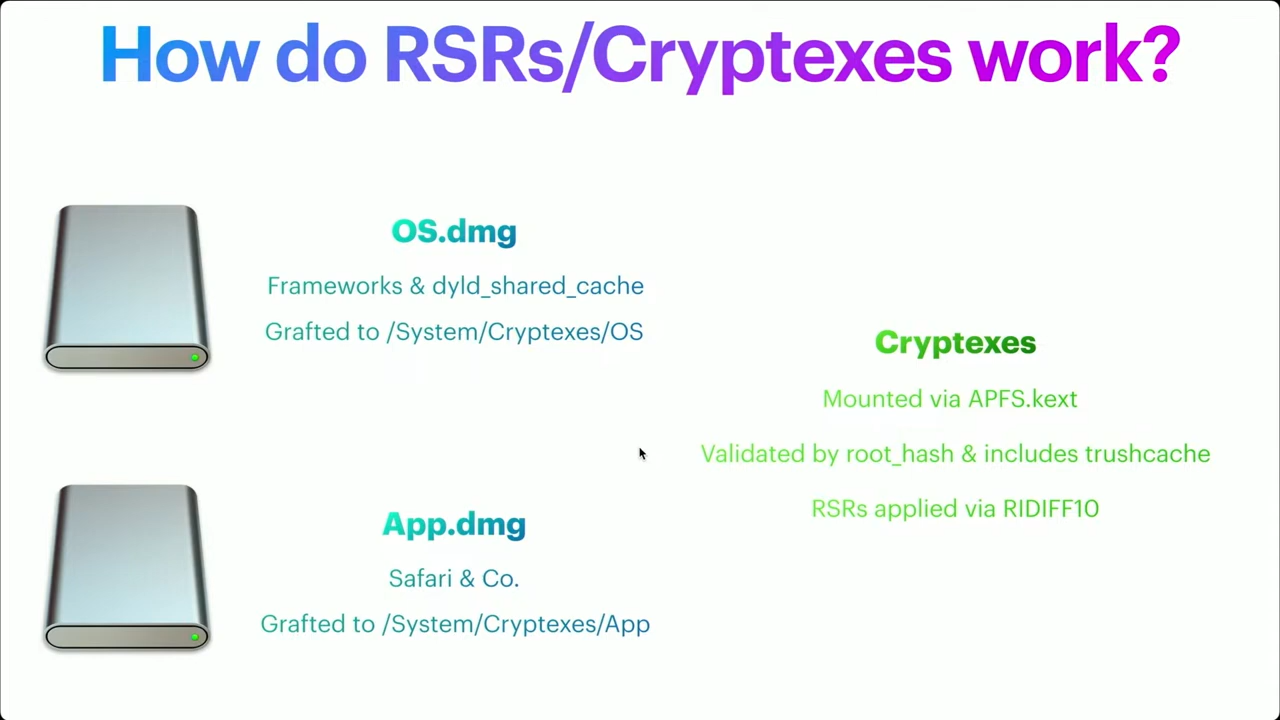 How do RSRs/Cryptexes work?
OS.dmg
Frameworks & dyld_shared_cache
Grafted to /System/Cryptexes/OS
App.dmg
Safari & Co.
Grafted to /System/Cryptexes/App
Cryptexes
Mounted via APFS.kext
Validated by root_hash & includes trushcache
RSRs applied via RIDIFF10